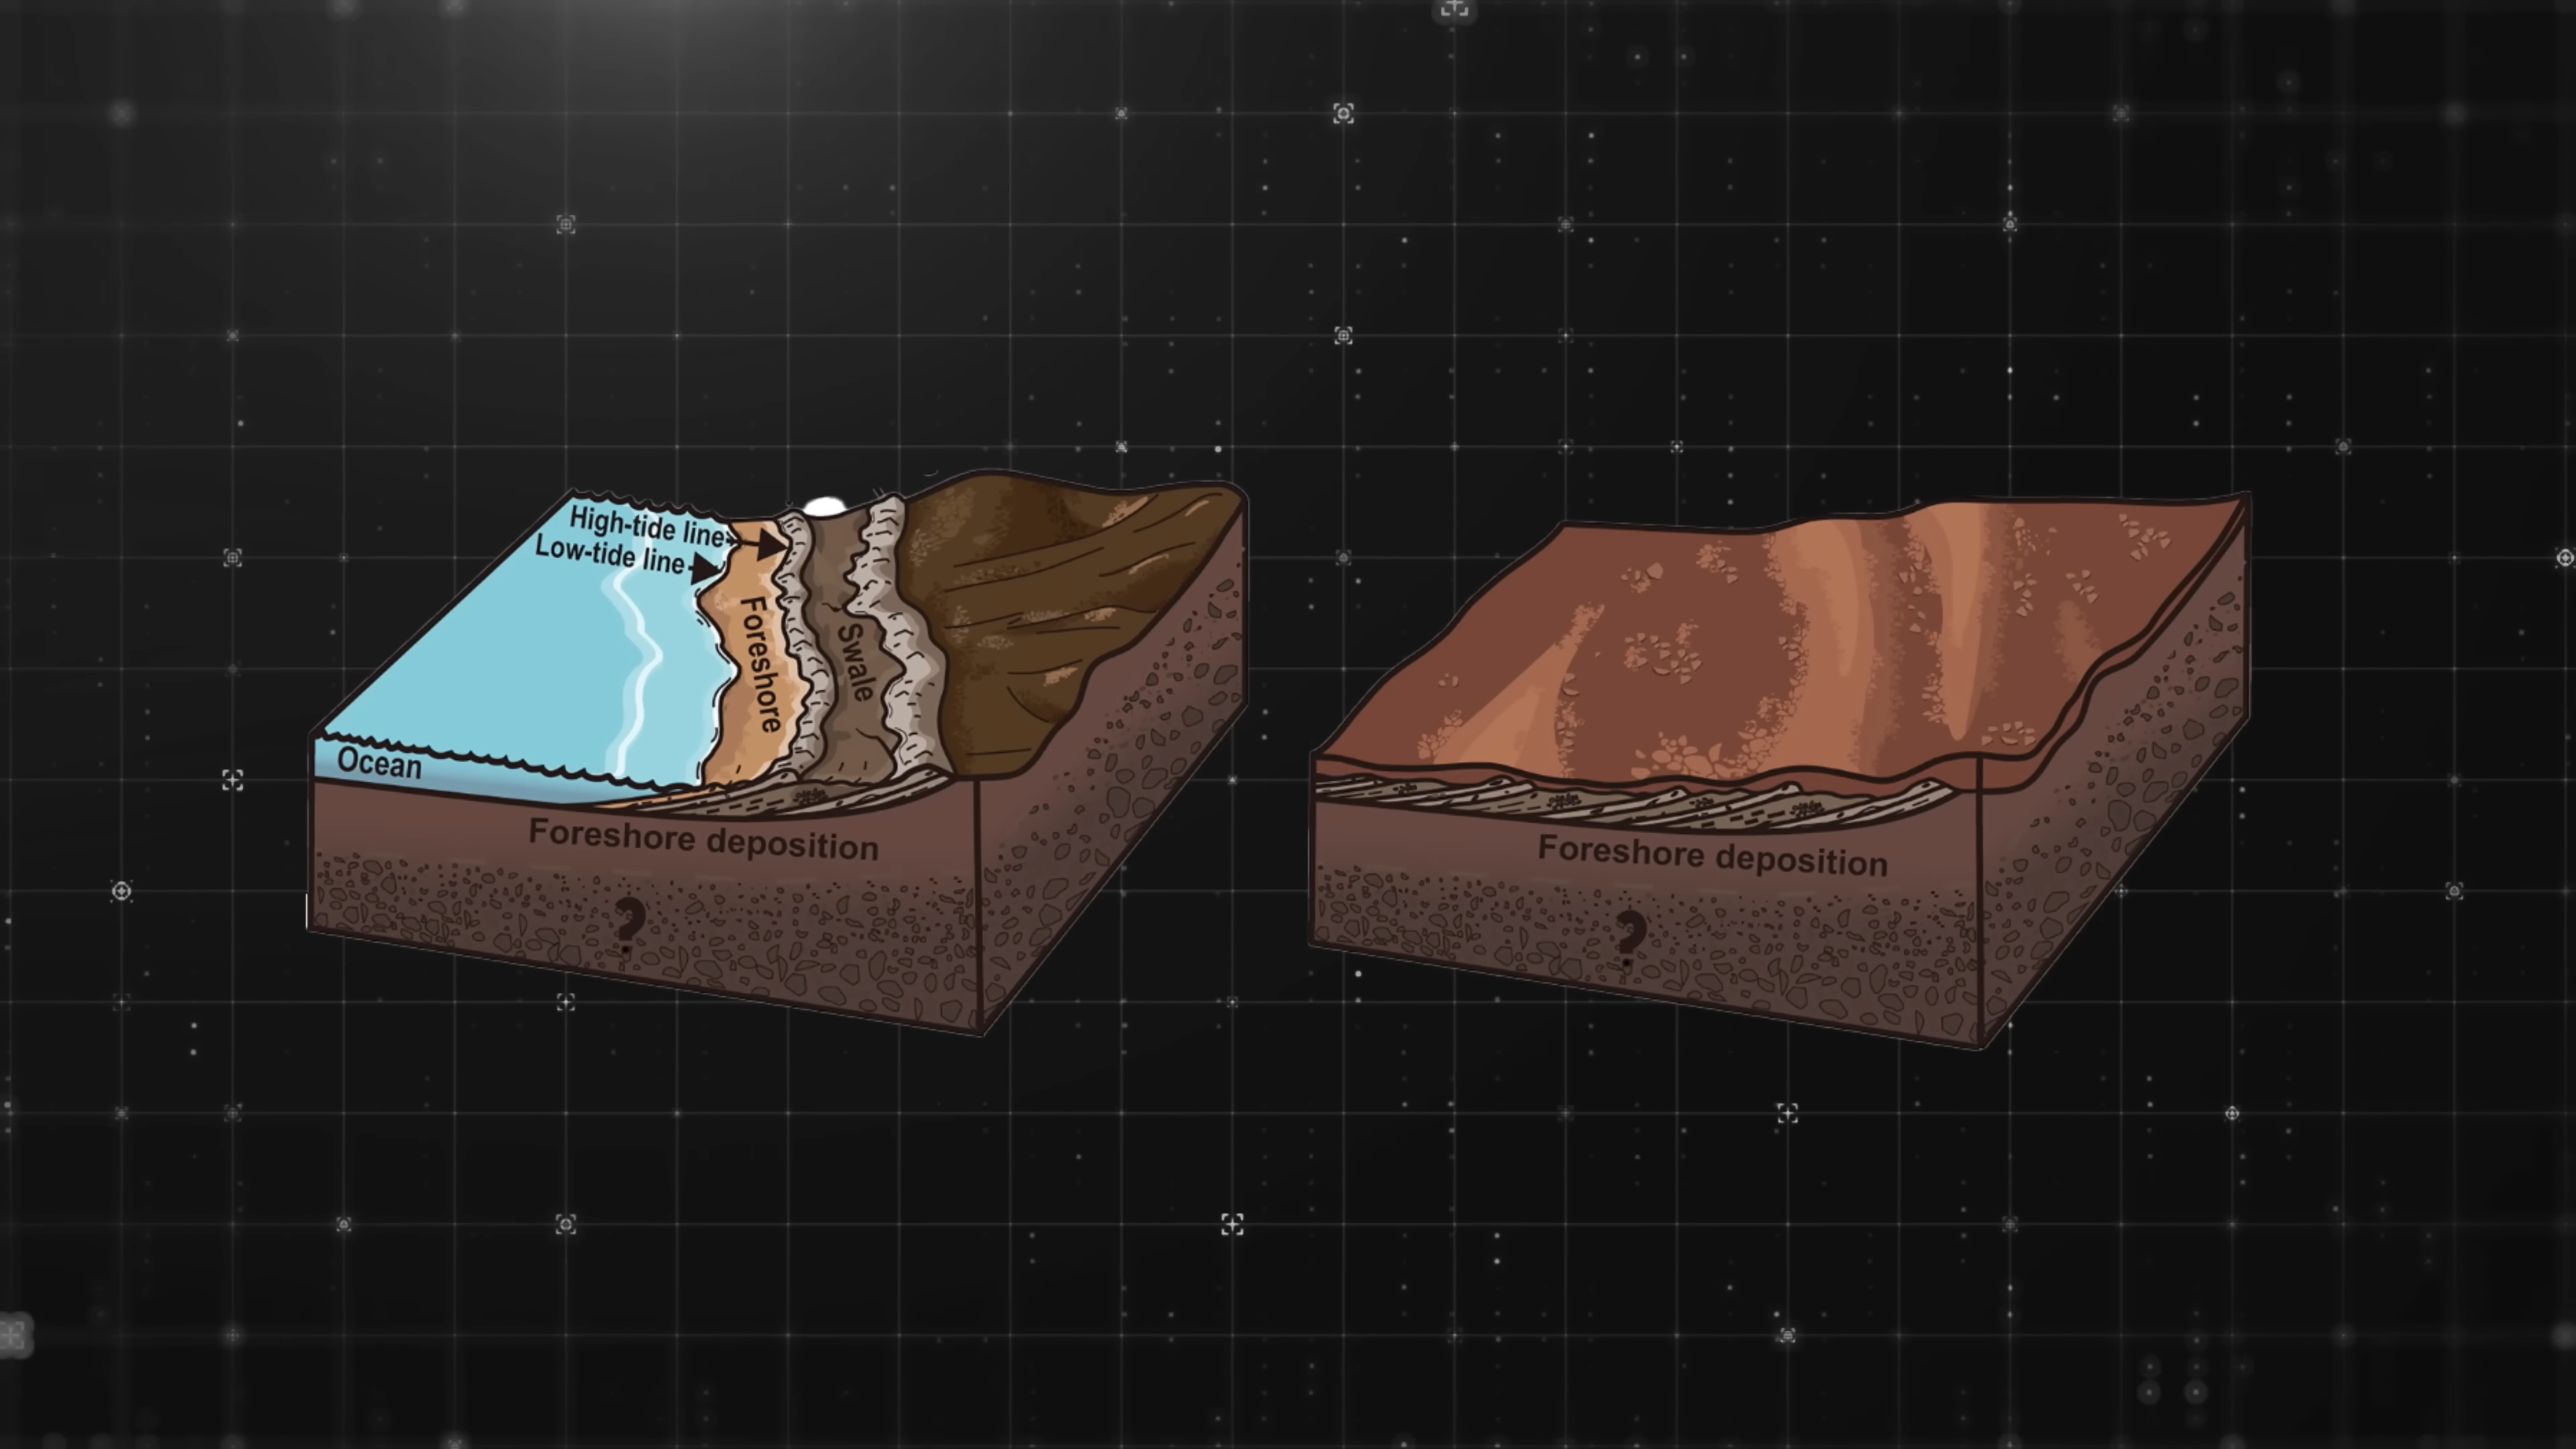 High-tide line
Low-tide line
Foreshore
Swale
Ocean
Foreshore deposition
?
Foreshore deposition
?